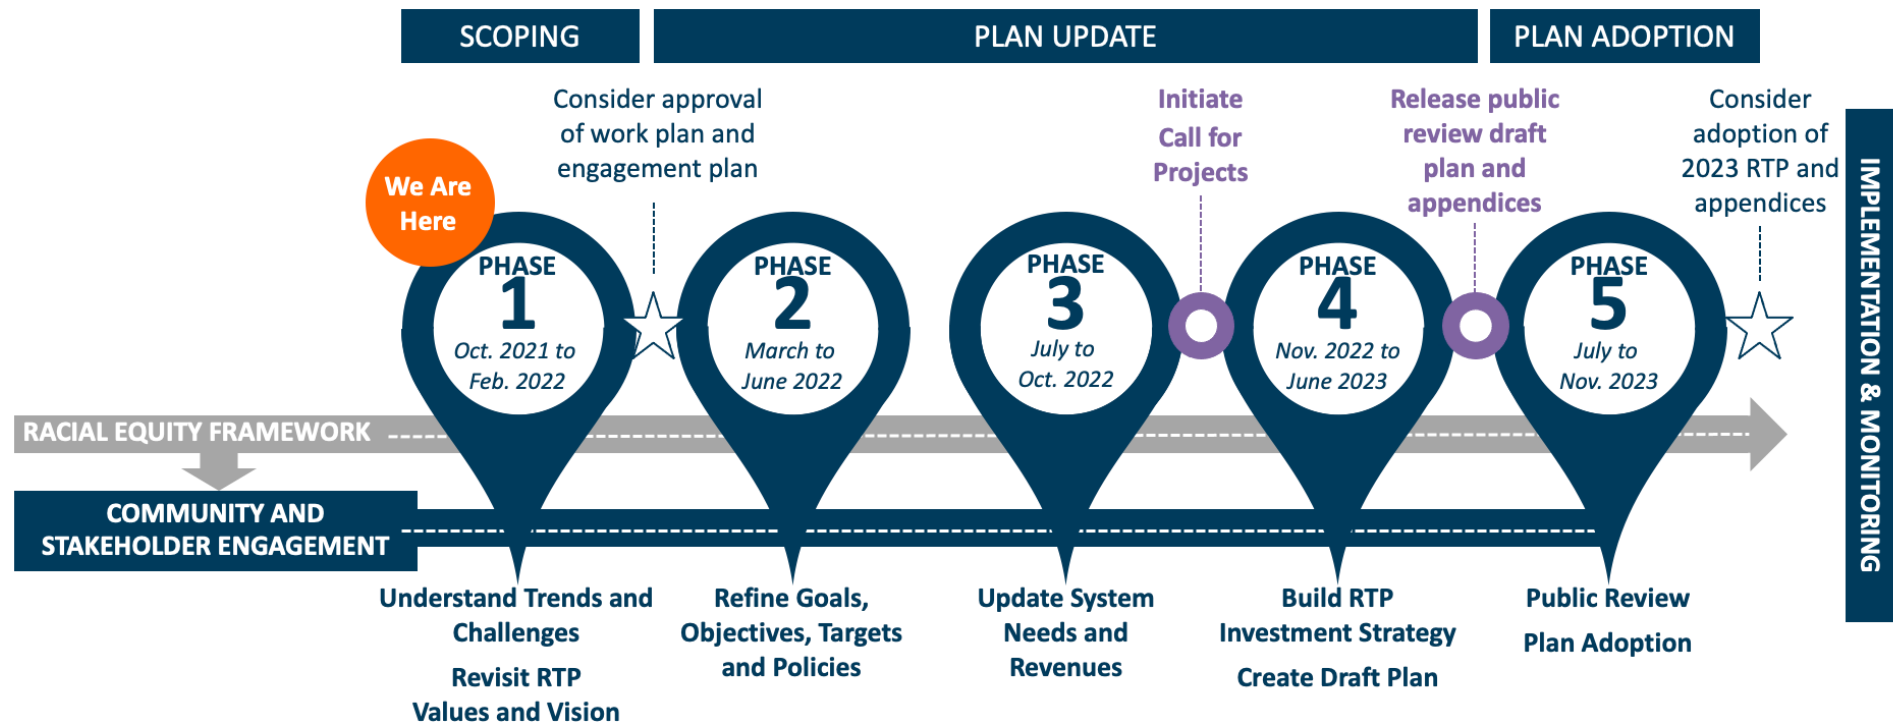 SCOPING
PLAN UPDATE
PLAN ADOPTION
Consider approval
of work plan and
engagement plan
Initiate
Call for
Projects
Release public
review draft
plan and
appendices
Consider
adoption of
2023 RTP and
appendices
We Are
Here
PHASE
1
Oct. 2021 to
Feb. 2022
PHASE
2
March to
June 2022
PHASE
3
July to
Oct. 2022
PHASE
4
Nov. 2022 to
June 2023
PHASE
5
July to
Nov. 2023
IMPLEMENTATION & MONITORING
RACIAL EQUITY FRAMEWORK
COMMUNITY AND
STAKEHOLDER ENGAGEMENT
Understand Trends and
Challenges
Revisit RTP
Values and Vision
Refine Goals,
Objectives, Targets
and Policies
Update System
Needs and
Revenues
Build RTP
Investment Strategy
Create Draft Plan
Public Review
Plan Adoption